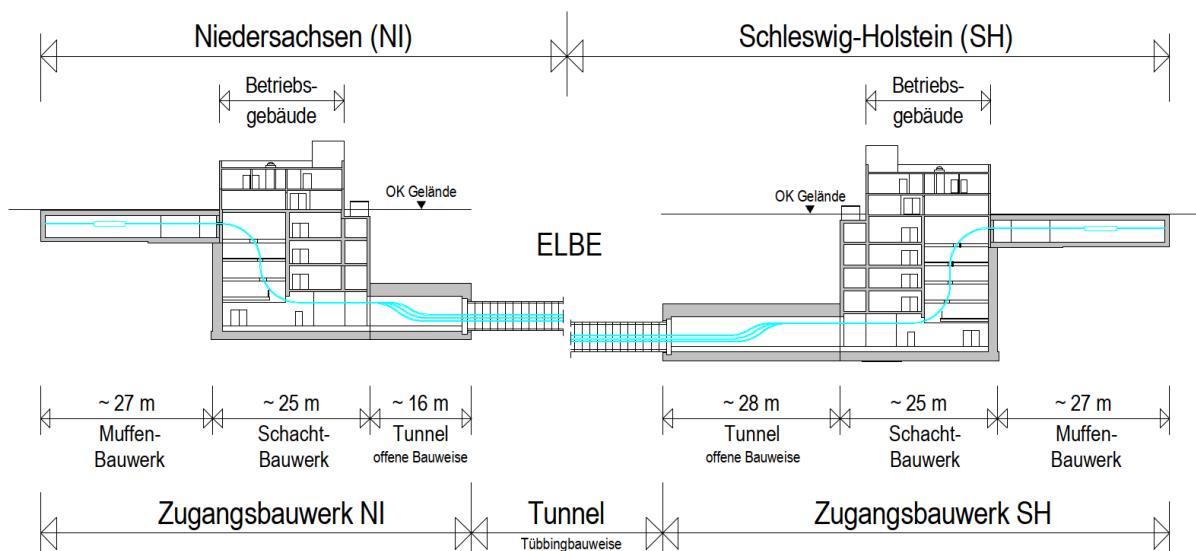 Niedersachsen (NI)
Schleswig-Holstein (SH)
Betriebs-
gebäude
Betriebs-
gebäude
OK Gelände
OK Gelände
ELBE
~ 27 m
Muffen-
Bauwerk
~ 25 m
Schacht-
Bauwerk
~ 16 m
Tunnel
offene Bauweise
~ 28 m
Tunnel
offene Bauweise
~ 25 m
Schacht-
Bauwerk
~ 27 m
Muffen-
Bauwerk
Zugangsbauwerk NI
Tunnel
Tübbingbauweise
Zugangsbauwerk SH